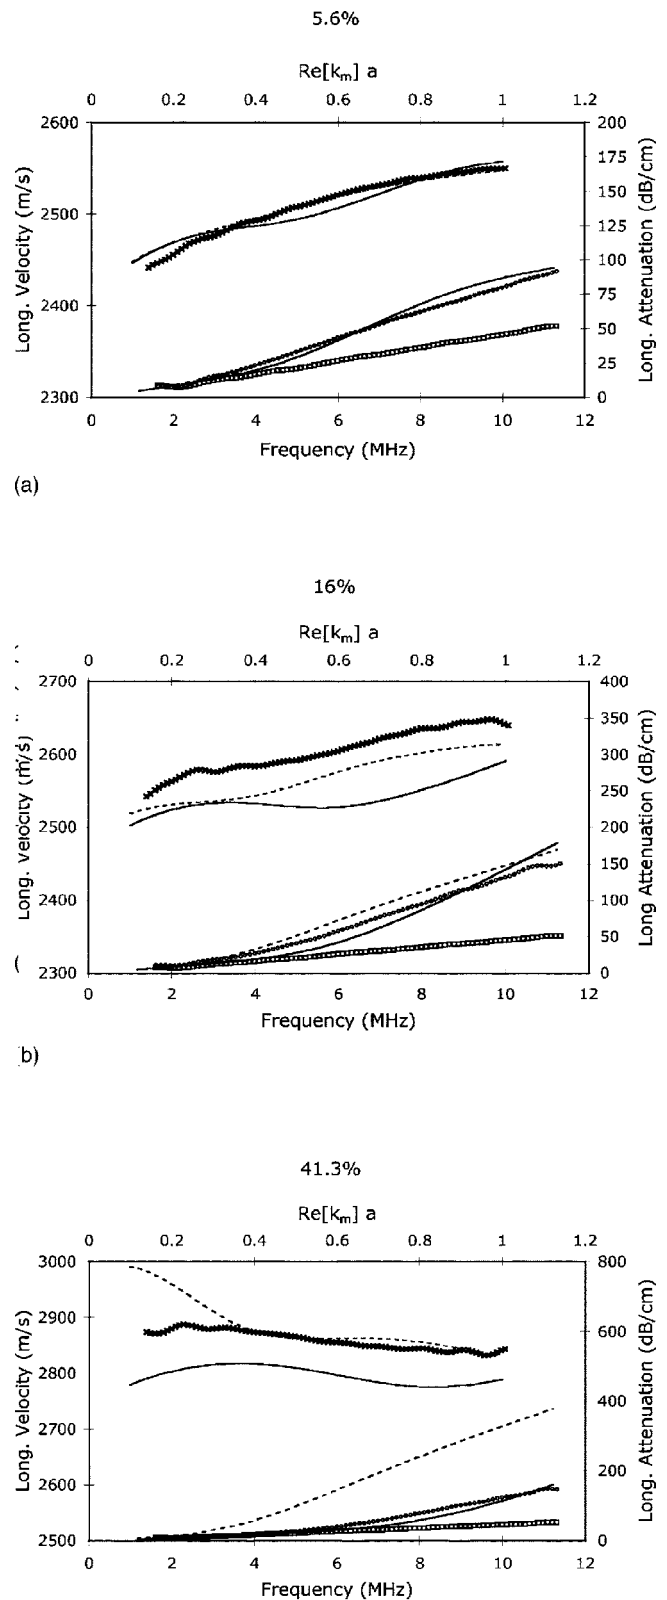 5.6%
Re[km] a
0 0.2 0.4 0.6 0.8 1 1.2
2600 200
175
2500 150
125
2400 100
75
50
25
2300 0
Long. Velocity (m/s)
Long. Attenuation (dB/cm)
0 2 4 6 8 10 12
Frequency (MHz)
(a)
16%
Re[km] a
0 0.2 0.4 0.6 0.8 1 1.2
2700 400
350
2600 300
250
2500 200
150
2400 100
50
2300 0
Long. Velocity (m/s)
Long Attenuation (dB/cm)
0 2 4 6 8 10 12
Frequency (MHz)
b)
41.3%
Re[km] a
0 0.2 0.4 0.6 0.8 1 1.2
3000 800
2900
600
2800
400
2700
2600 200
2500 0
Long. Velocity (m/s)
Long. Attenuation (dB/cm)
0 2 4 6 8 10 12
Frequency (MHz)